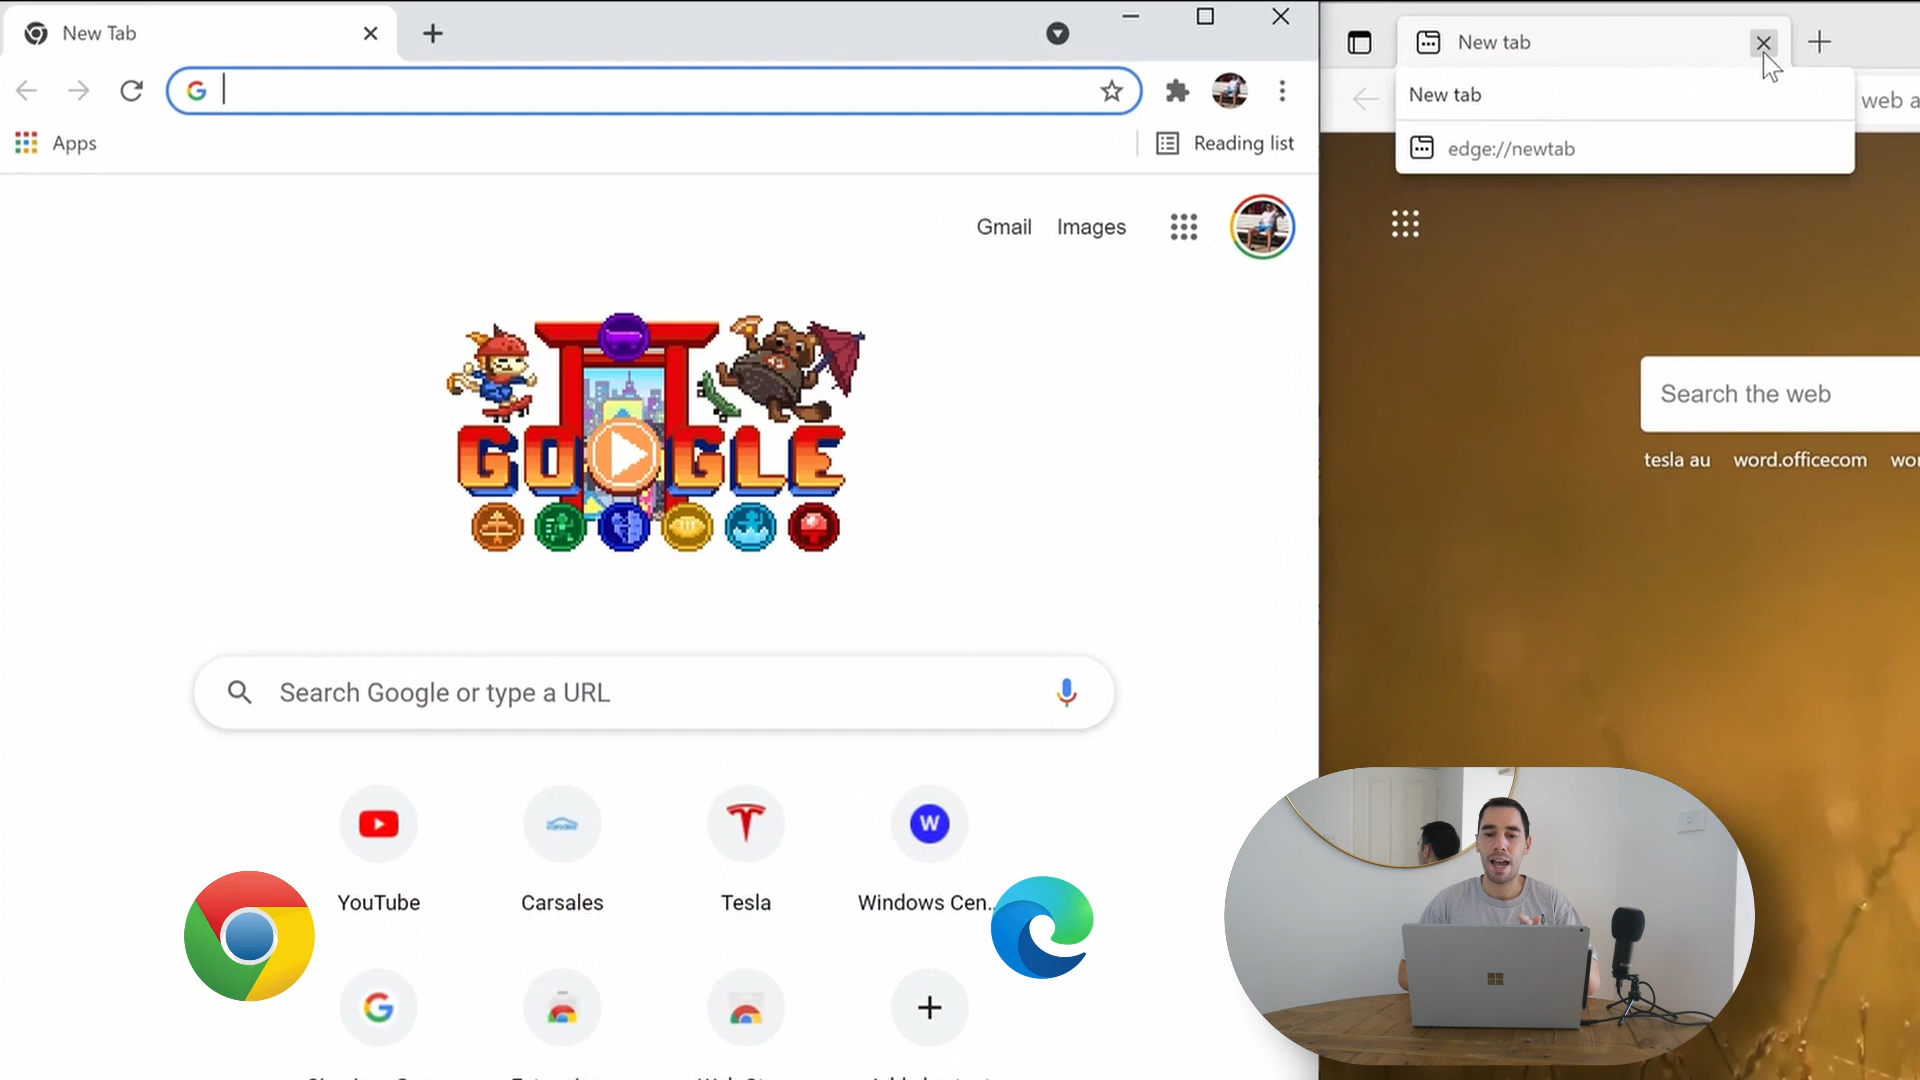 New Tab
Apps
Reading list
Gmail
Images
GOOGLE
Search Google or type a URL
YouTube
Carsales
Tesla
W
Windows Cen...
New tab
New tab
edge://newtab
web a
Search the web
tesla au
word.officecom
wor